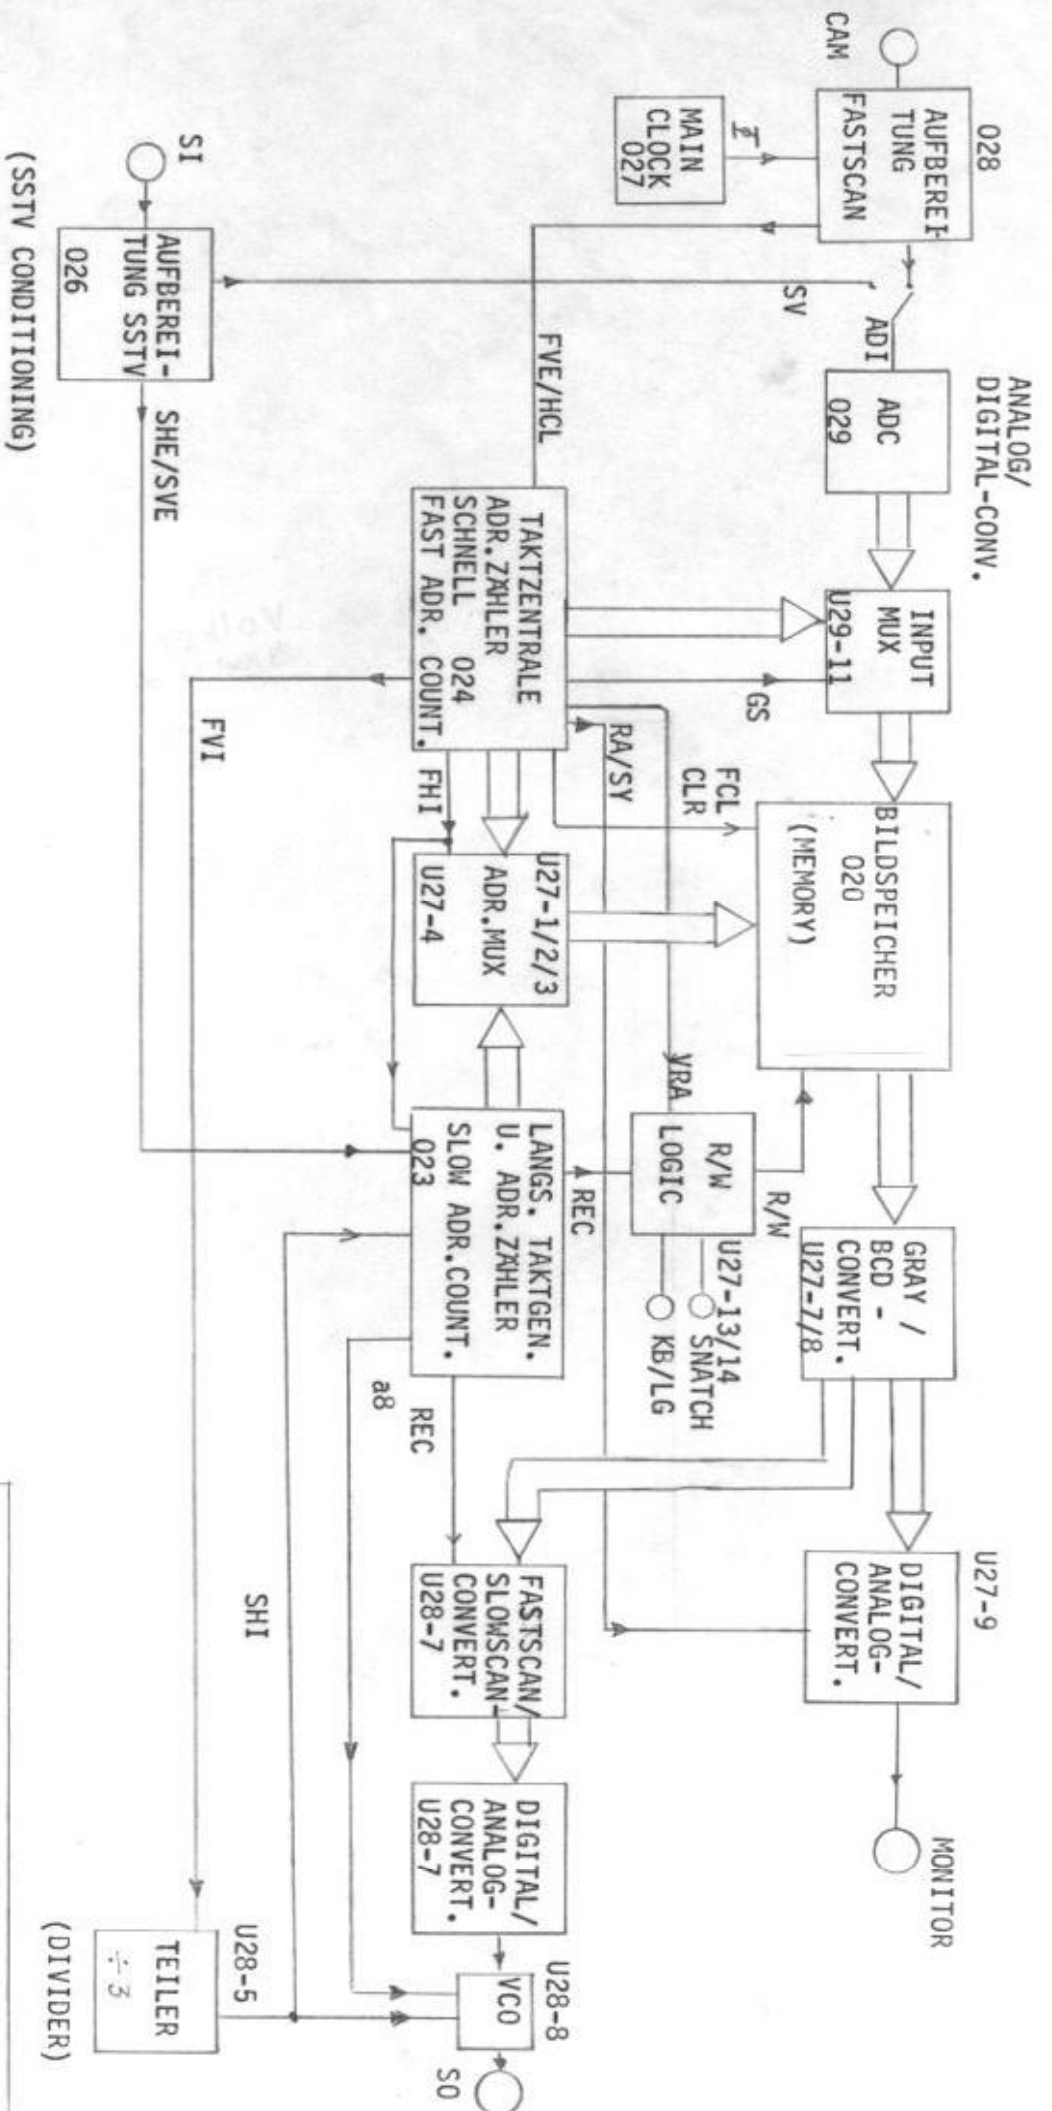 028
CAM
AUFBEREI-
TUNG
FASTSCAN
MAIN
CLOCK
027
SV
ADI
ANALOG/
DIGITAL-CONV.
ADC
029
INPUT
MUX
U29-11
BILDSPEICHER
020
(MEMORY)
GRAY /
BCD -
CONVERT.
U27-7/8
U27-9
DIGITAL/
ANALOG-
CONVERT.
MONITOR
FVE/HCL
GS
RA/SY
FCL
CLR
VRA
R/W
LOGIC
R/W
U27-13/14
SNATCH
KB/LG
REC
TAKTZENTRALE
ADR.ZÄHLER
SCHNELL 024
FAST ADR. COUNT.
FHI
U27-1/2/3
ADR.MUX
U27-4
LANGS. TAKTGEN.
U. ADR.ZÄHLER
SLOW ADR.COUNT.
023
REC
a8
FASTSCAN/
SLOWSCAN-
CONVERT.
U28-7
DIGITAL/
ANALOG-
CONVERT.
U28-7
U28-8
VCO
SO
SI
AUFBEREI-
TUNG SSTV
026
SHE/SVE
(SSTV CONDITIONING)
FVI
SHI
U28-5
TEILER
÷3
(DIVIDER)